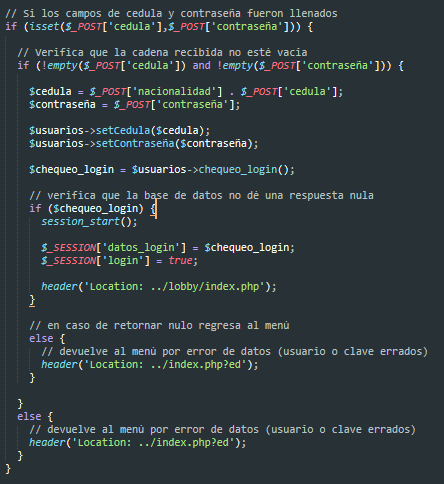 // Si los campos de cedula y contraseña fueron llenados
if (isset($_POST['cedula'],$_POST['contraseña'])) {
// Verifica que la cadena recibida no esté vacia
if (!empty($_POST['cedula']) and !empty($_POST['contraseña'])) {
$cedula = $_POST['nacionalidad'] . $_POST['cedula'];
$contraseña = $_POST['contraseña'];
$usuarios->setCedula($cedula);
$usuarios->setContraseña($contraseña);
$chequeo_login = $usuarios->chequeo_login();
// verifica que la base de datos no dé una respuesta nula
if ($chequeo_login) {
session_start();
$_SESSION['datos_login'] = $chequeo_login;
$_SESSION['login'] = true;
header('Location: ../lobby/index.php');
}
// en caso de retornar nulo regresa al menú
else {
// devuelve al menú por error de datos (usuario o clave errados)
header('Location: ../index.php?ed');
}
}
else {
// devuelve al menú por error de datos (usuario o clave errados)
header('Location: ../index.php?ed');
}
}